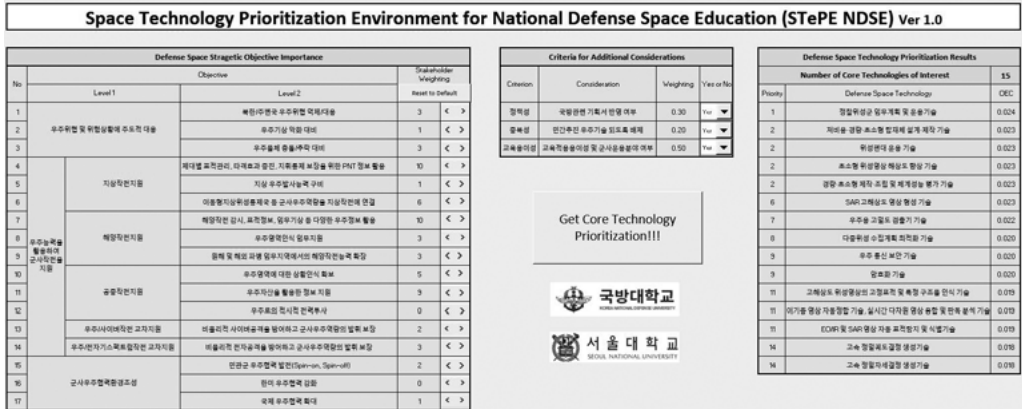 Space Technology Prioritization Environment for National Defense Space Education (STePE NDSE) Ver 1.0
Defense Space Stragetic Objective Importance
No
Objective
Stakeholder Weighting
Level 1
Level 2
Reset to Default
1 우주위협 및 위험상황에 주도적 대응 북한/주변국 우주위협 억제/대응 3 < >
2 우주기상 악화 대비 1 < >
3 우주물체 충돌/추락 대비 3 < >
우주능력을 활용하여 군사작전을 지원
4 지상작전지원 제대별 표적관리, 타격효과 증진, 지휘통제 보장을 위한 PNT 정보 활용 10 < >
5 지상 우주발사능력 구비 1 < >
6 이동형지상위성통제국 등 군사우주역량을 지상작전에 연결 6 < >
7 해양작전지원 해양작전 감시, 표적정보, 임무기상 등 다양한 우주정보 활용 10 < >
8 우주영역인식 임무지원 3 < >
9 원해 및 해외 파병 임무지역에서의 해양작전능력 확장 3 < >
10 공중작전지원 우주영역에 대한 상황인식 확보 5 < >
11 우주자산을 활용한 정보 지원 9 < >
12 우주로의 적시적 전력투사 0 < >
13 우주/사이버작전 교차지원 비물리적 사이버공격을 방어하고 군사우주역량의 발휘 보장 2 < >
14 우주/전자기스펙트럼작전 교차지원 비물리적 전자공격을 방어하고 군사우주역량의 발휘 보장 3 < >
15 군사우주협력환경조성 민관군 우주협력 발전(Spin-on, Spin-off) 2 < >
16 한미 우주협력 강화 0 < >
17 국제 우주협력 확대 1 < >
Criteria for Additional Considerations
Criterion Consideration Weighting Yes or No
정책성 국방관련 기획서 반영 여부 0.30 Yes
중복성 민간추진 우주기술 되도록 배제 0.20 Yes
교육용이성 교육적용용이성 및 군사운용분야 여부 0.50 Yes
Get Core Technology
Prioritization!!!
국방대학교
KOREA NATIONAL DEFENSE UNIVERSITY
서울대학교
SEOUL NATIONAL UNIVERSITY
Defense Space Technology Prioritization Results
Number of Core Technologies of Interest 15
Priority Defense Space Technology OEC
1 정찰위성군 임무계획 및 운용기술 0.024
2 저비용·경량·초소형 탑재체 설계·제작 기술 0.023
2 위성센대 운용 기술 0.023
2 초소형 위성영상 해상도 향상 기술 0.023
2 경량·초소형 제작·조립 및 체계성능 평가 기술 0.023
6 SAR 고해상도 영상 형성 기술 0.023
7 우주용 고밀도 검출기 기술 0.022
8 다중위성 수집계획 최적화 기술 0.020
9 우주 통신 보안 기술 0.020
9 암호화 기술 0.020
11 고해상도 위성영상의 고정표적 및 특정 구조물 인식 기술 0.019
11 이기종 영상 자동정합 기술, 실시간 다차원 영상 융합 및 판독 분석 기술 0.019
11 EO/IR 및 SAR 영상 자동 표적탐지 및 식별기술 0.019
14 고속 정밀궤도결정 생성기술 0.018
14 고속 정밀자세결정 생성기술 0.018